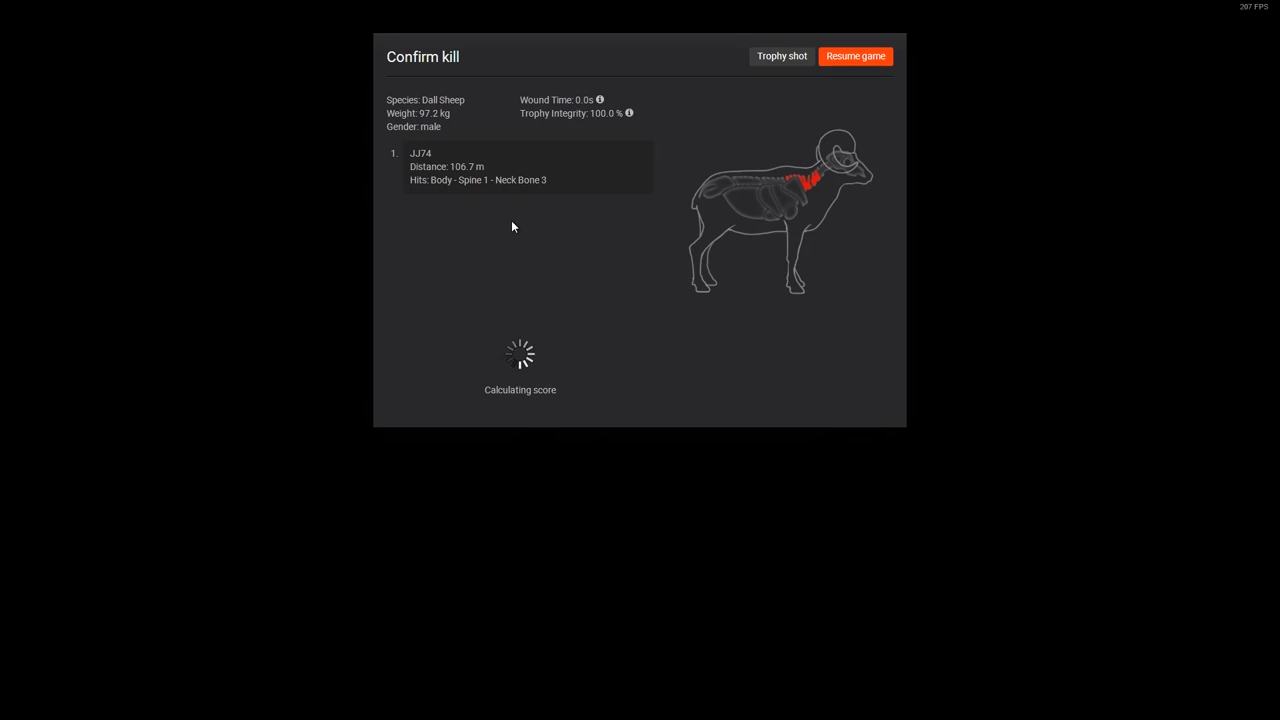 207 FPS
Confirm kill
Trophy shot
Resume game
Species: Dall Sheep
Weight: 97.2 kg
Gender: male
Wound Time: 0.0s
Trophy Integrity: 100.0 %
1. JJ74
Distance: 106.7 m
Hits: Body - Spine 1 - Neck Bone 3
Calculating score